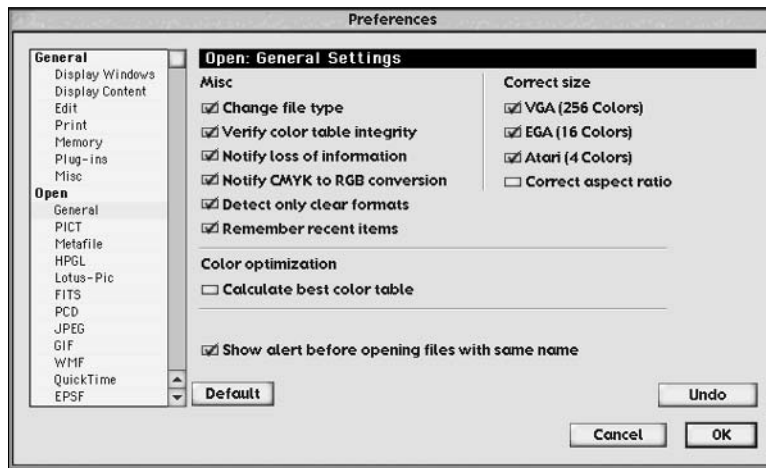 Preferences
General
Display Windows
Display Content
Edit
Print
Memory
Plug-ins
Misc
Open
General
PICT
Metafile
HPGL
Lotus-Pic
FITS
PCD
JPEG
GIF
WMF
QuickTime
EPSF
Open: General Settings
Misc
Change file type
Verify color table integrity
Notify loss of information
Notify CMYK to RGB conversion
Detect only clear formats
Remember recent items
Correct size
VGA (256 Colors)
EGA (16 Colors)
Atari (4 Colors)
Correct aspect ratio
Color optimization
Calculate best color table
Show alert before opening files with same name
Default
Undo
Cancel
OK